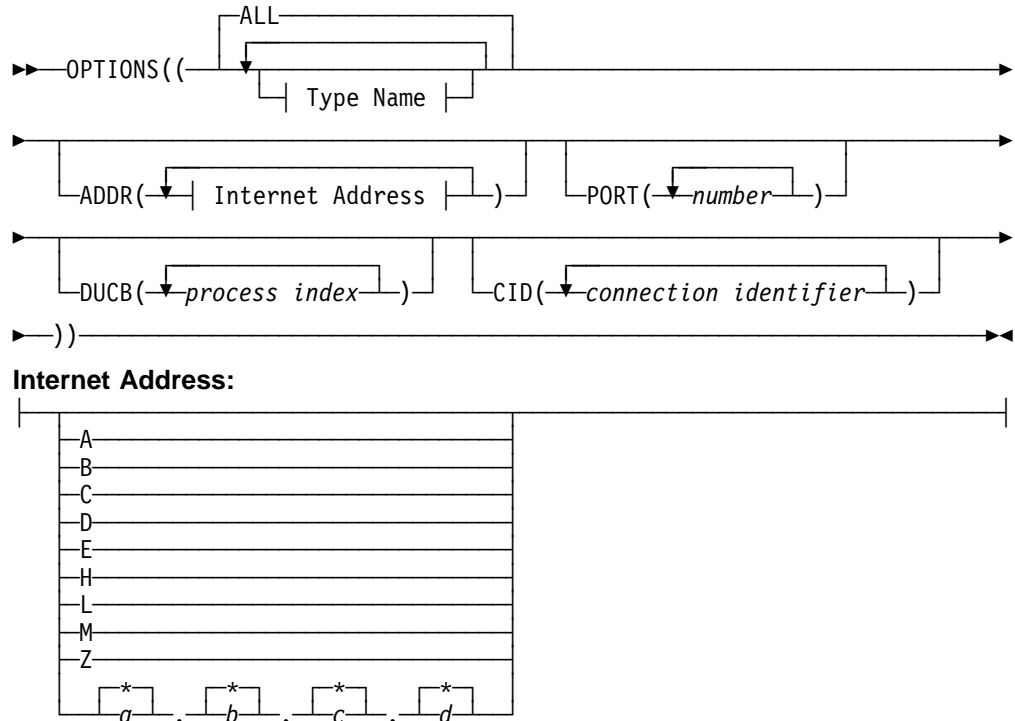 ALL
OPTIONS((
Type Name
ADDR( Internet Address ) PORT( number )
DUCB( process index ) CID( connection identifier )
))
Internet Address:
A
B
C
D
E
H
L
M
Z
* * * *
a . b . c . d